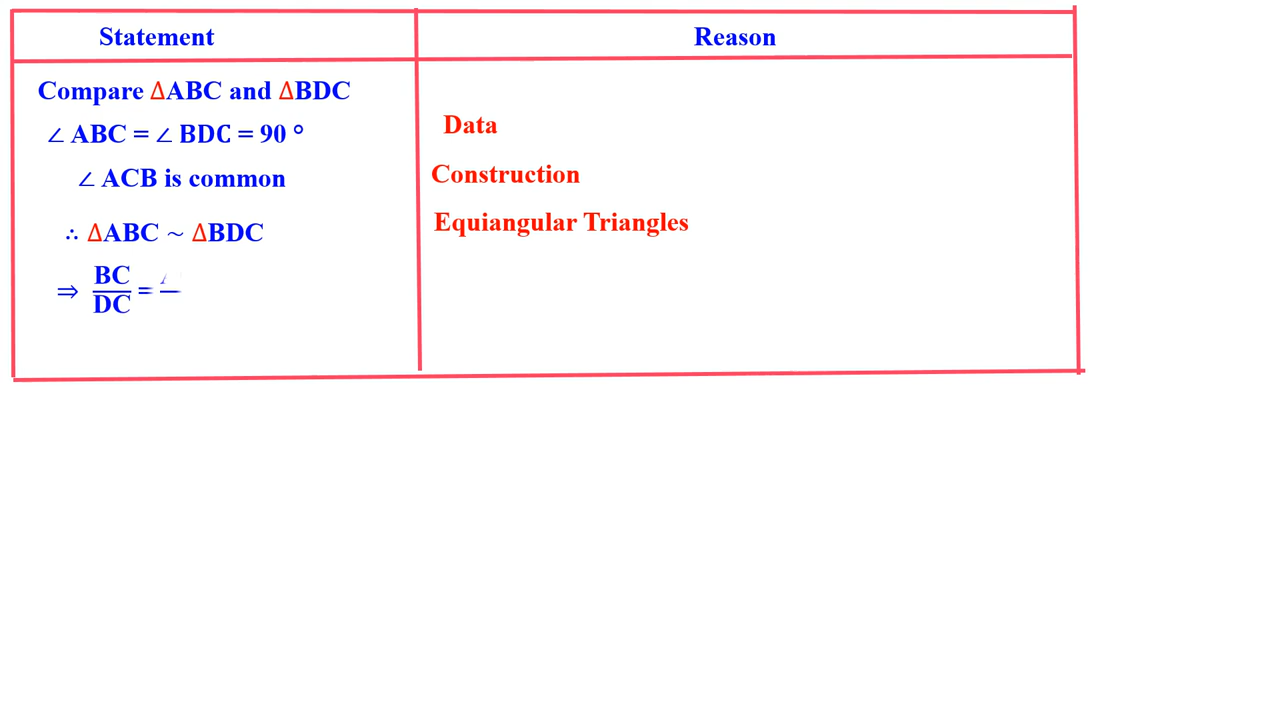 Statement
Reason
Compare ΔABC and ΔBDC
∠ ABC = ∠ BDC = 90 °
Data
∠ ACB is common
Construction
∴ ΔABC ~ ΔBDC
Equiangular Triangles
⇒ BC/DC =